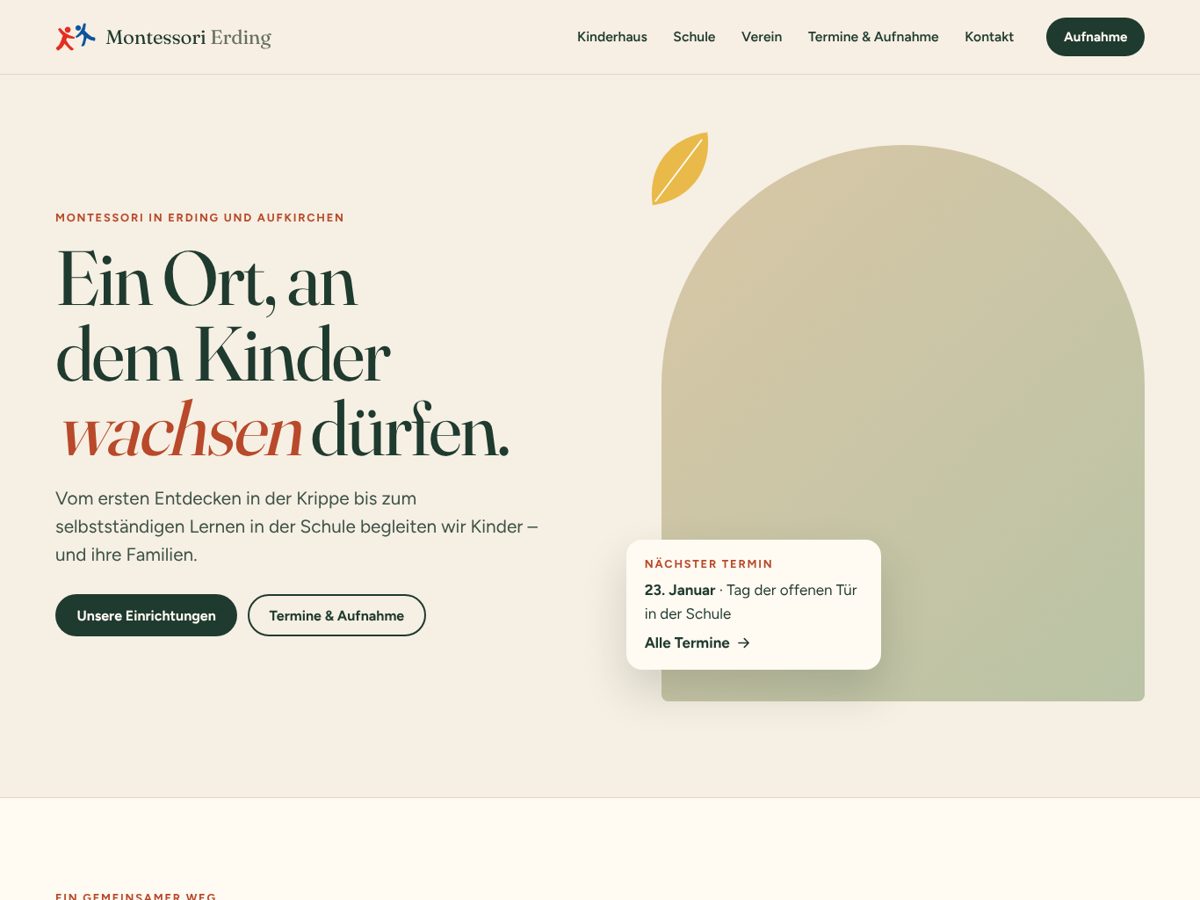 Montessori Erding
Kinderhaus
Schule
Verein
Termine & Aufnahme
Kontakt
Aufnahme
MONTESSORI IN ERDING UND AUFKIRCHEN
Ein Ort, an
dem Kinder
wachsen dürfen.
Vom ersten Entdecken in der Krippe bis zum
selbstständigen Lernen in der Schule begleiten wir Kinder –
und ihre Familien.
Unsere Einrichtungen
Termine & Aufnahme
NÄCHSTER TERMIN
23. Januar · Tag der offenen Tür
in der Schule
Alle Termine →
EIN GEMEINSAMER WEG